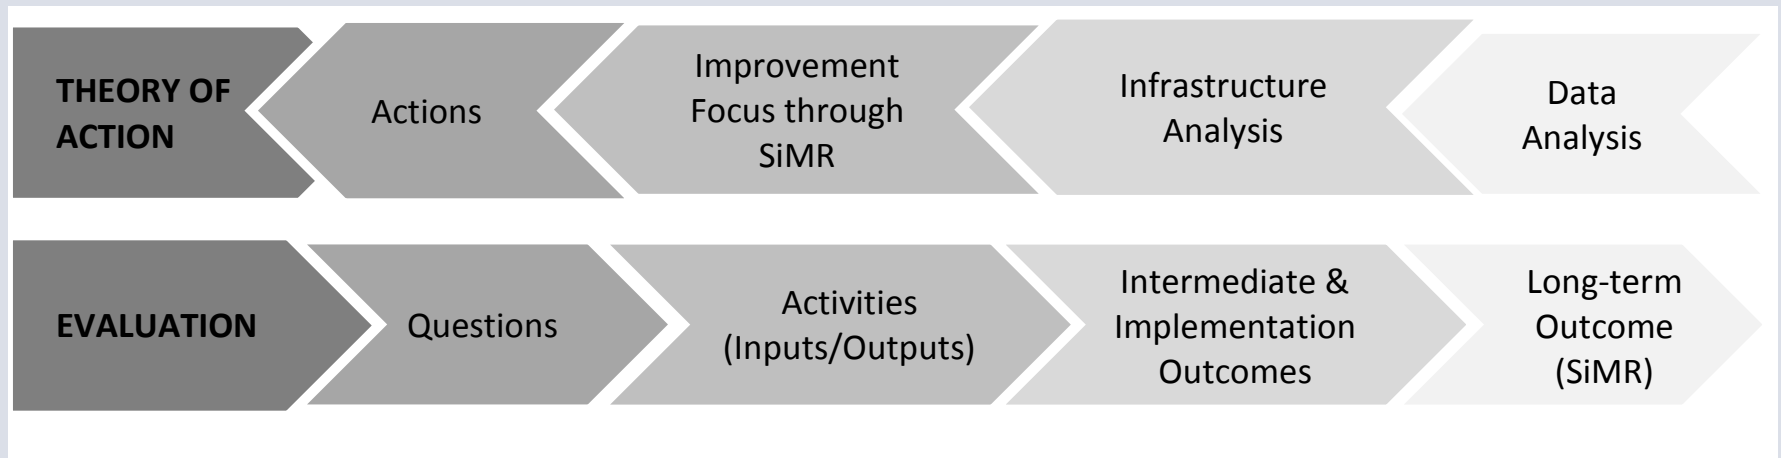 THEORY OF
ACTION
Actions
Improvement
Focus through
SiMR
Infrastructure
Analysis
Data
Analysis
EVALUATION
Questions
Activities
(Inputs/Outputs)
Intermediate &
Implementation
Outcomes
Long-term
Outcome
(SiMR)